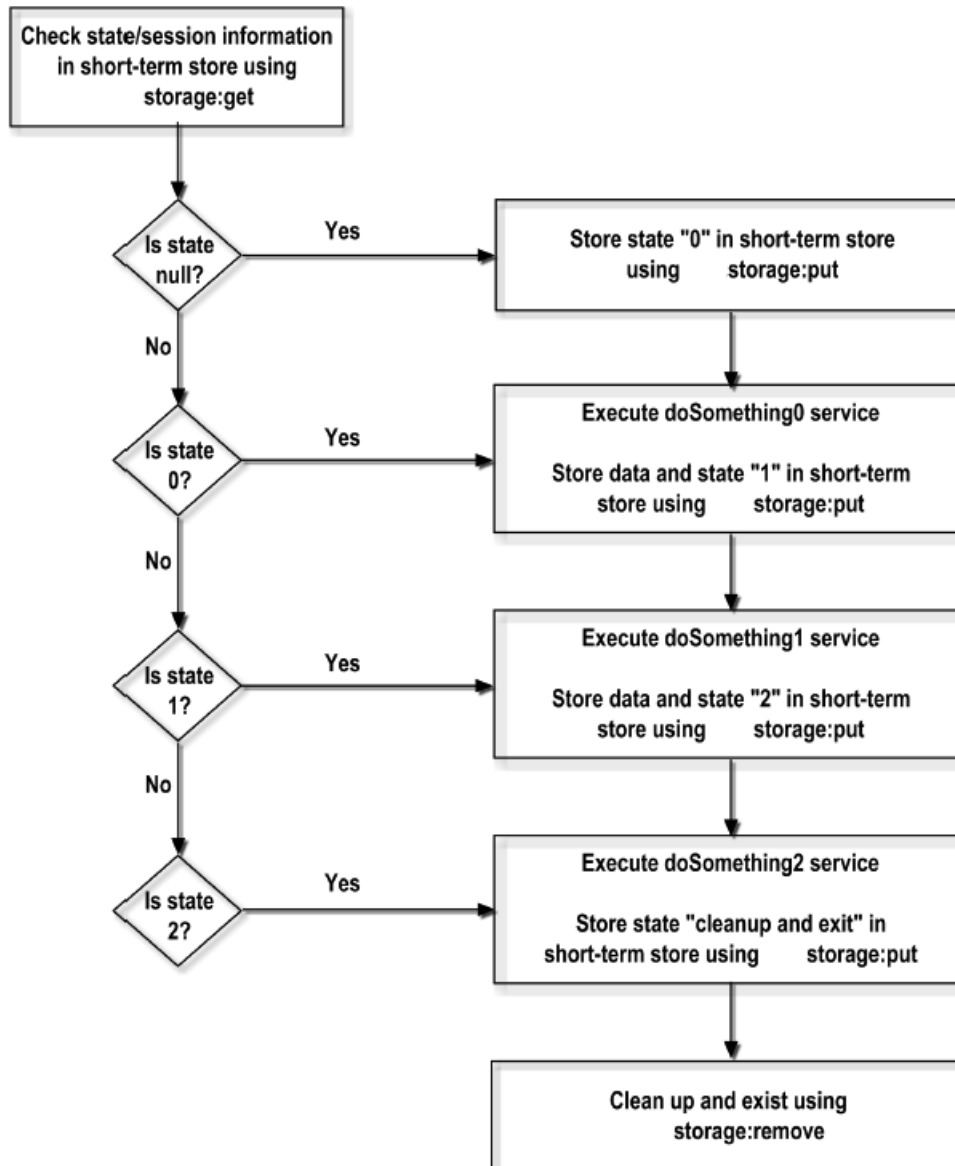 Check state/session information
in short-term store using
storage:get
Is state
null?
Yes
Store state "0" in short-term store
using storage:put
No
Is state
0?
Yes
Execute doSomething0 service
Store data and state "1" in short-term
store using storage:put
No
Is state
1?
Yes
Execute doSomething1 service
Store data and state "2" in short-term
store using storage:put
No
Is state
2?
Yes
Execute doSomething2 service
Store state "cleanup and exit" in
short-term store using storage:put
Clean up and exist using
storage:remove